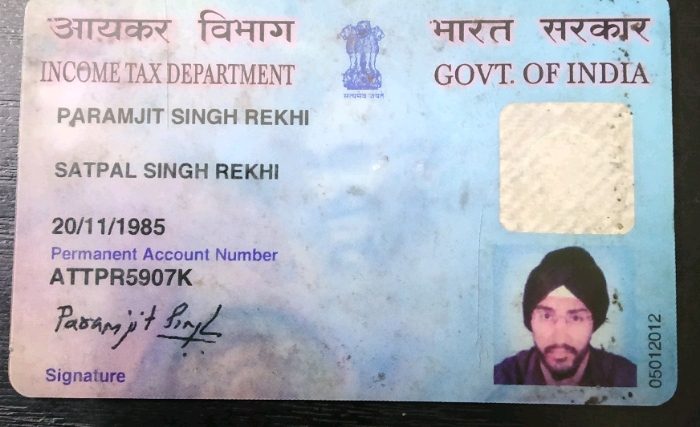 आयकर विभाग
INCOME TAX DEPARTMENT
भारत सरकार
GOVT. OF INDIA
सत्यमेव जयते
PARAMJIT SINGH REKHI
SATPAL SINGH REKHI
20/11/1985
Permanent Account Number
ATTPR5907K
Paramjit Singh
Signature
05012012